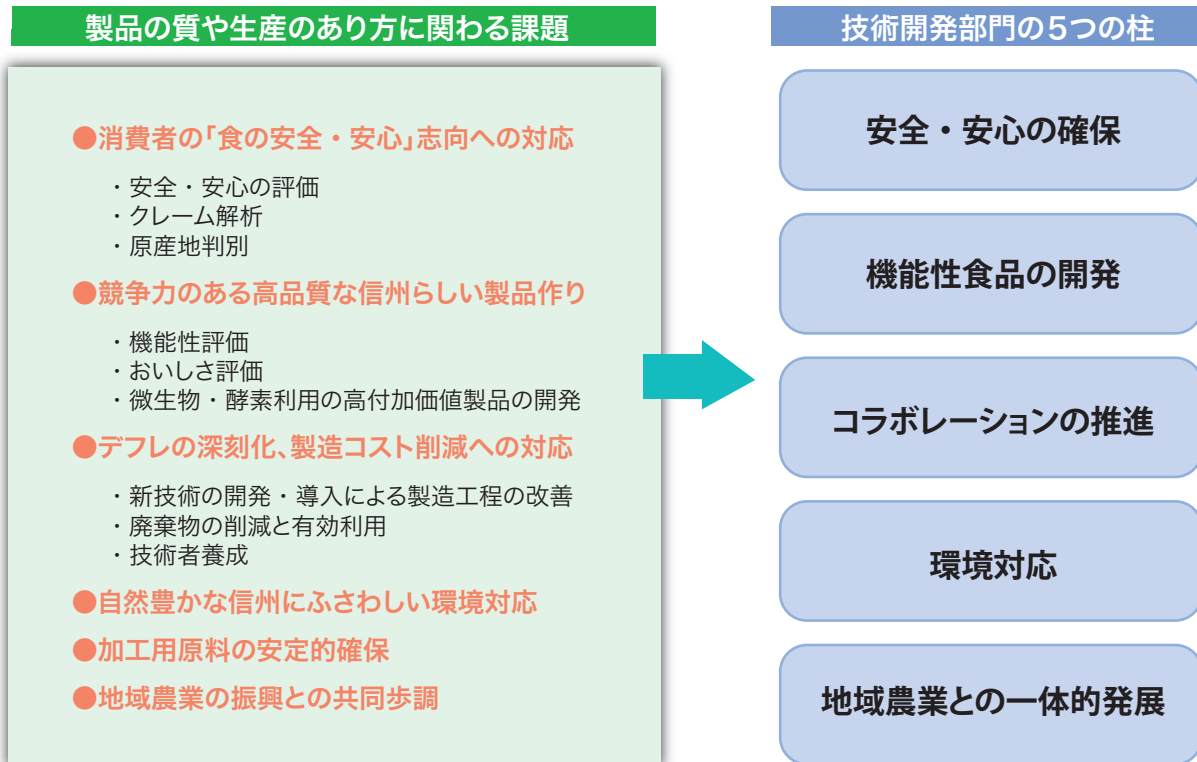 製品の質や生産のあり方に関わる課題
●消費者の「食の安全・安心」志向への対応
・安全・安心の評価
・クレーム解析
・原産地判別
●競争力のある高品質な信州らしい製品作り
・機能性評価
・おいしさ評価
・微生物・酵素利用の高付加価値製品の開発
●デフレの深刻化、製造コスト削減への対応
・新技術の開発・導入による製造工程の改善
・廃棄物の削減と有効利用
・技術者養成
●自然豊かな信州にふさわしい環境対応
●加工用原料の安定的確保
●地域農業の振興との共同歩調
技術開発部門の5つの柱
安全・安心の確保
機能性食品の開発
コラボレーションの推進
環境対応
地域農業との一体的発展